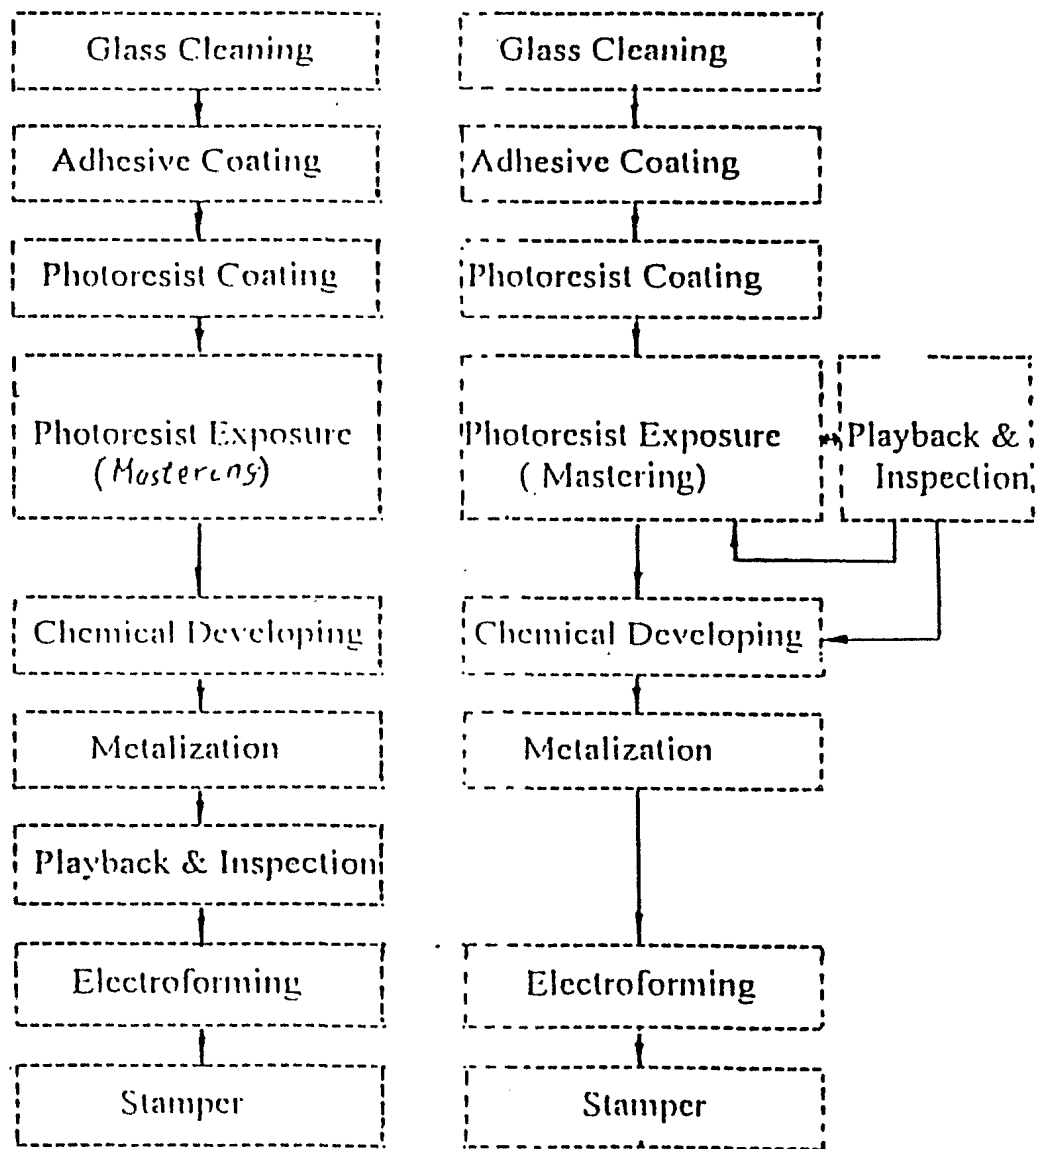 Glass Cleaning
Adhesive Coating
Photoresist Coating
Photoresist Exposure
(Mastering)
Chemical Developing
Metalization
Playback & Inspection
Electroforming
Stamper
Glass Cleaning
Adhesive Coating
Photoresist Coating
Photoresist Exposure
( Mastering)
Playback &
Inspection
Chemical Developing
Metalization
Electroforming
Stamper